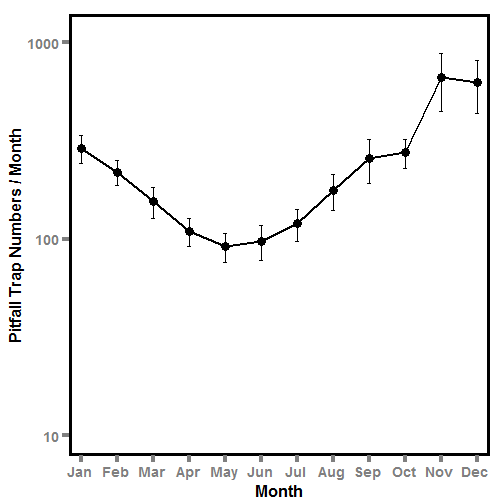 Pitfall Trap Numbers / Month
1000
100
10
Jan Feb Mar Apr May Jun Jul Aug Sep Oct Nov Dec
Month